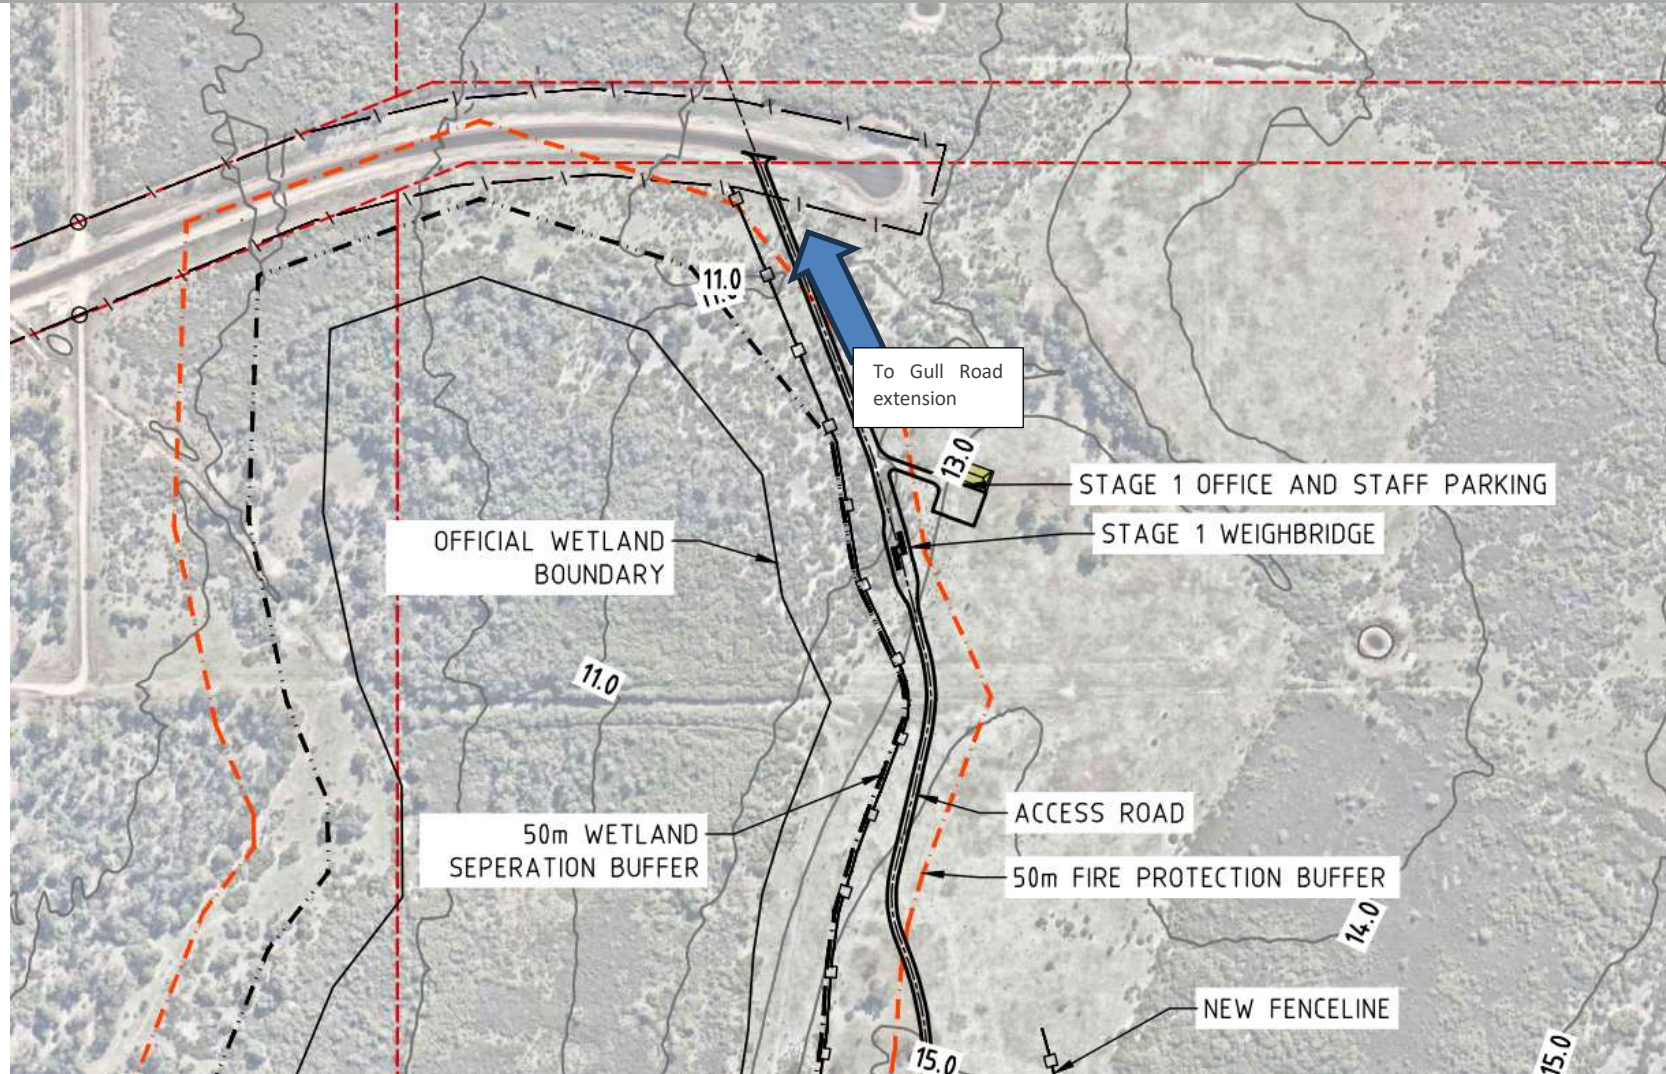 11.0
To Gull Road
extension
13.0
STAGE 1 OFFICE AND STAFF PARKING
STAGE 1 WEIGHBRIDGE
OFFICIAL WETLAND
BOUNDARY
11.0
ACCESS ROAD
50m WETLAND
SEPERATION BUFFER
50m FIRE PROTECTION BUFFER
14.0
NEW FENCELINE
15.0
15.0